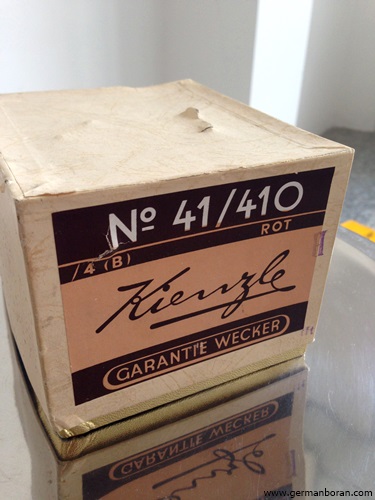 Nº 41/410
ROT
/4 (B)
Kienzle
GARANTIE WECKER
www.germanboran.com